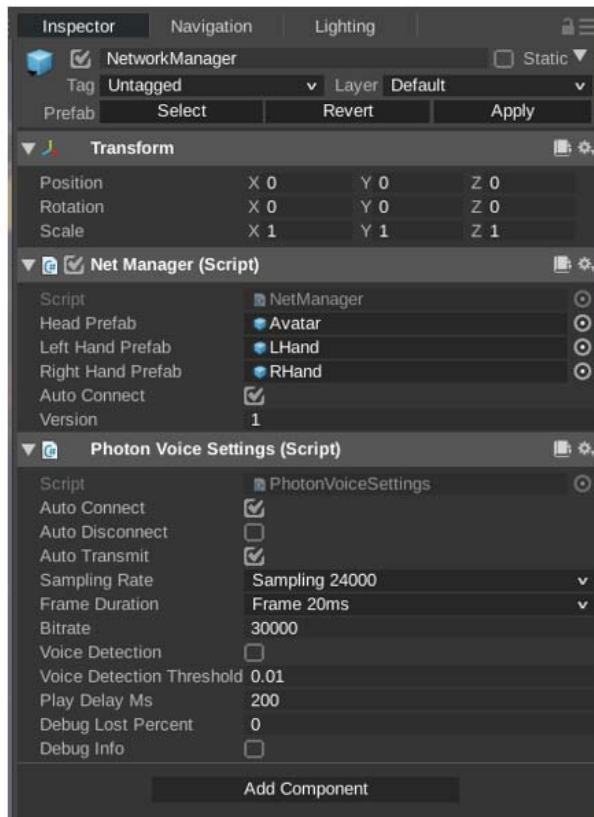 Inspector Navigation Lighting
NetworkManager Static
Tag Untagged Layer Default
Prefab Select Revert Apply
Transform
Position X 0 Y 0 Z 0
Rotation X 0 Y 0 Z 0
Scale X 1 Y 1 Z 1
C# Net Manager (Script)
Script NetManager
Head Prefab Avatar
Left Hand Prefab LHand
Right Hand Prefab RHand
Auto Connect
Version 1
C# Photon Voice Settings (Script)
Script PhotonVoiceSettings
Auto Connect
Auto Disconnect
Auto Transmit
Sampling Rate Sampling 24000
Frame Duration Frame 20ms
Bitrate 30000
Voice Detection
Voice Detection Threshold 0.01
Play Delay Ms 200
Debug Lost Percent 0
Debug Info
Add Component